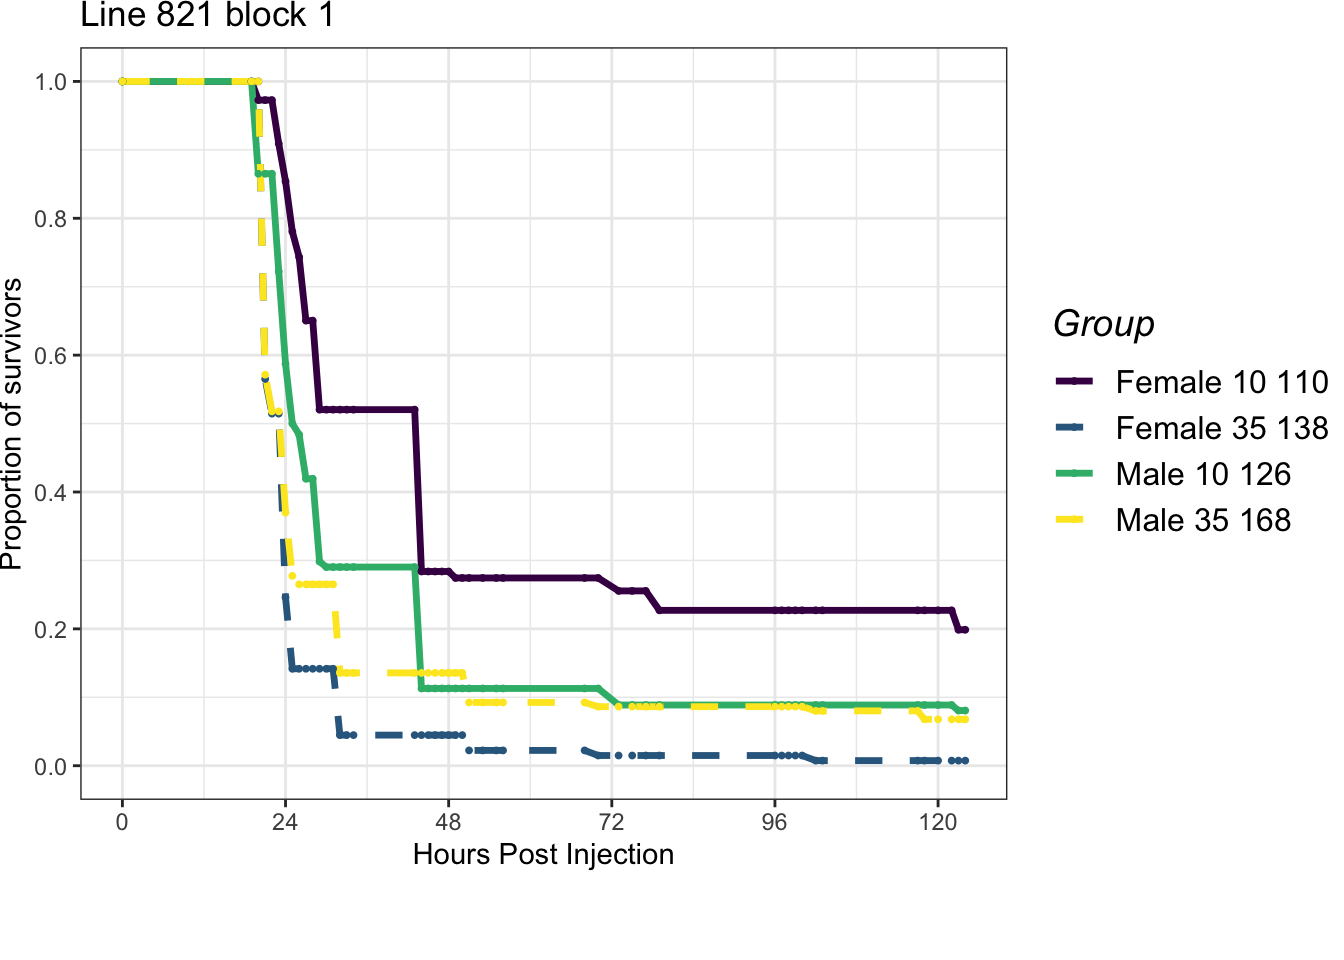 Line 821 block 1
1.0
0.8
0.6
0.4
0.2
0.0
Proportion of survivors
0 24 48 72 96 120
Hours Post Injection
Group
Female 10 110
Female 35 138
Male 10 126
Male 35 168